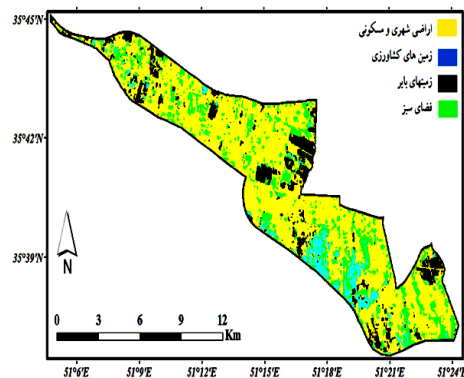 35°45'N
35°42'N
35°39'N
اراضی شهری و مسکونی
زمین های کشاورزی
زمینهای بایر
فضای سبز
N
0 3 6 9 12
Km
51°6'E 51°9'E 51°12'E 51°15'E 51°18'E 51°21'E 51°24'E